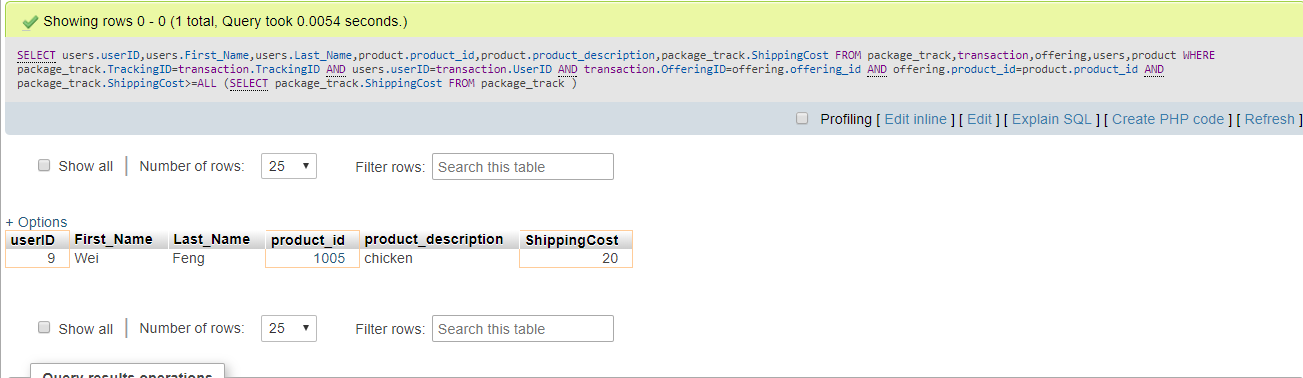 Showing rows 0 - 0 (1 total, Query took 0.0054 seconds.)
SELECT users.userID,users.First_Name,users.Last_Name,product.product_id,product.product_description,package_track.ShippingCost FROM package_track,transaction,offering,users,product WHERE
package_track.TrackingID=transaction.TrackingID AND users.userID=transaction.UserID AND transaction.OfferingID=offering.offering_id AND offering.product_id=product.product_id AND
package_track.ShippingCost>=ALL (SELECT package_track.ShippingCost FROM package_track )
Profiling [ Edit inline ] [ Edit ] [ Explain SQL ] [ Create PHP code ] [ Refresh ]
Show all | Number of rows: 25 Filter rows: Search this table
+ Options
userID First_Name Last_Name product_id product_description ShippingCost
9 Wei Feng 1005 chicken 20
Show all | Number of rows: 25 Filter rows: Search this table
Query results operations